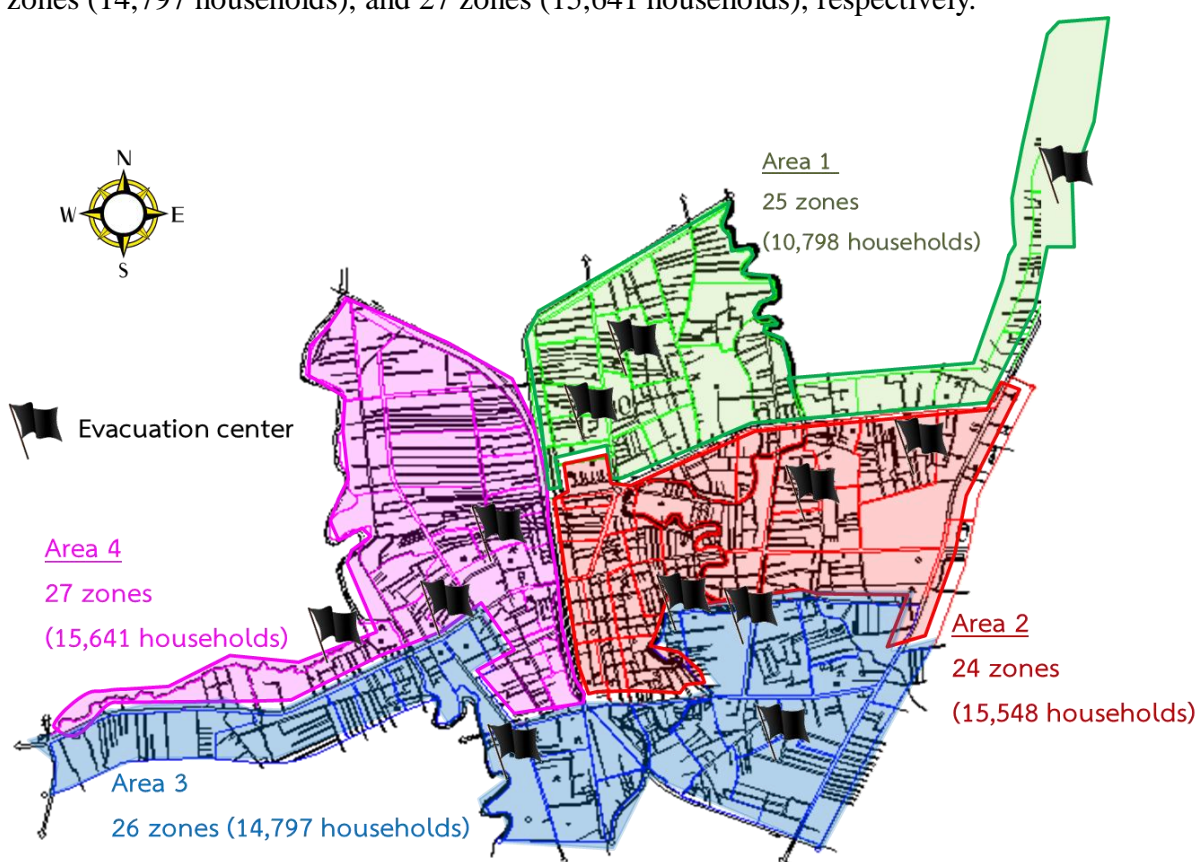 zones (14,797 households), and 27 zones (15,641 households), respectively.
N
W E
S
Area 1
25 zones
(10,798 households)
Evacuation center
Area 4
27 zones
(15,641 households)
Area 2
24 zones
(15,548 households)
Area 3
26 zones (14,797 households)